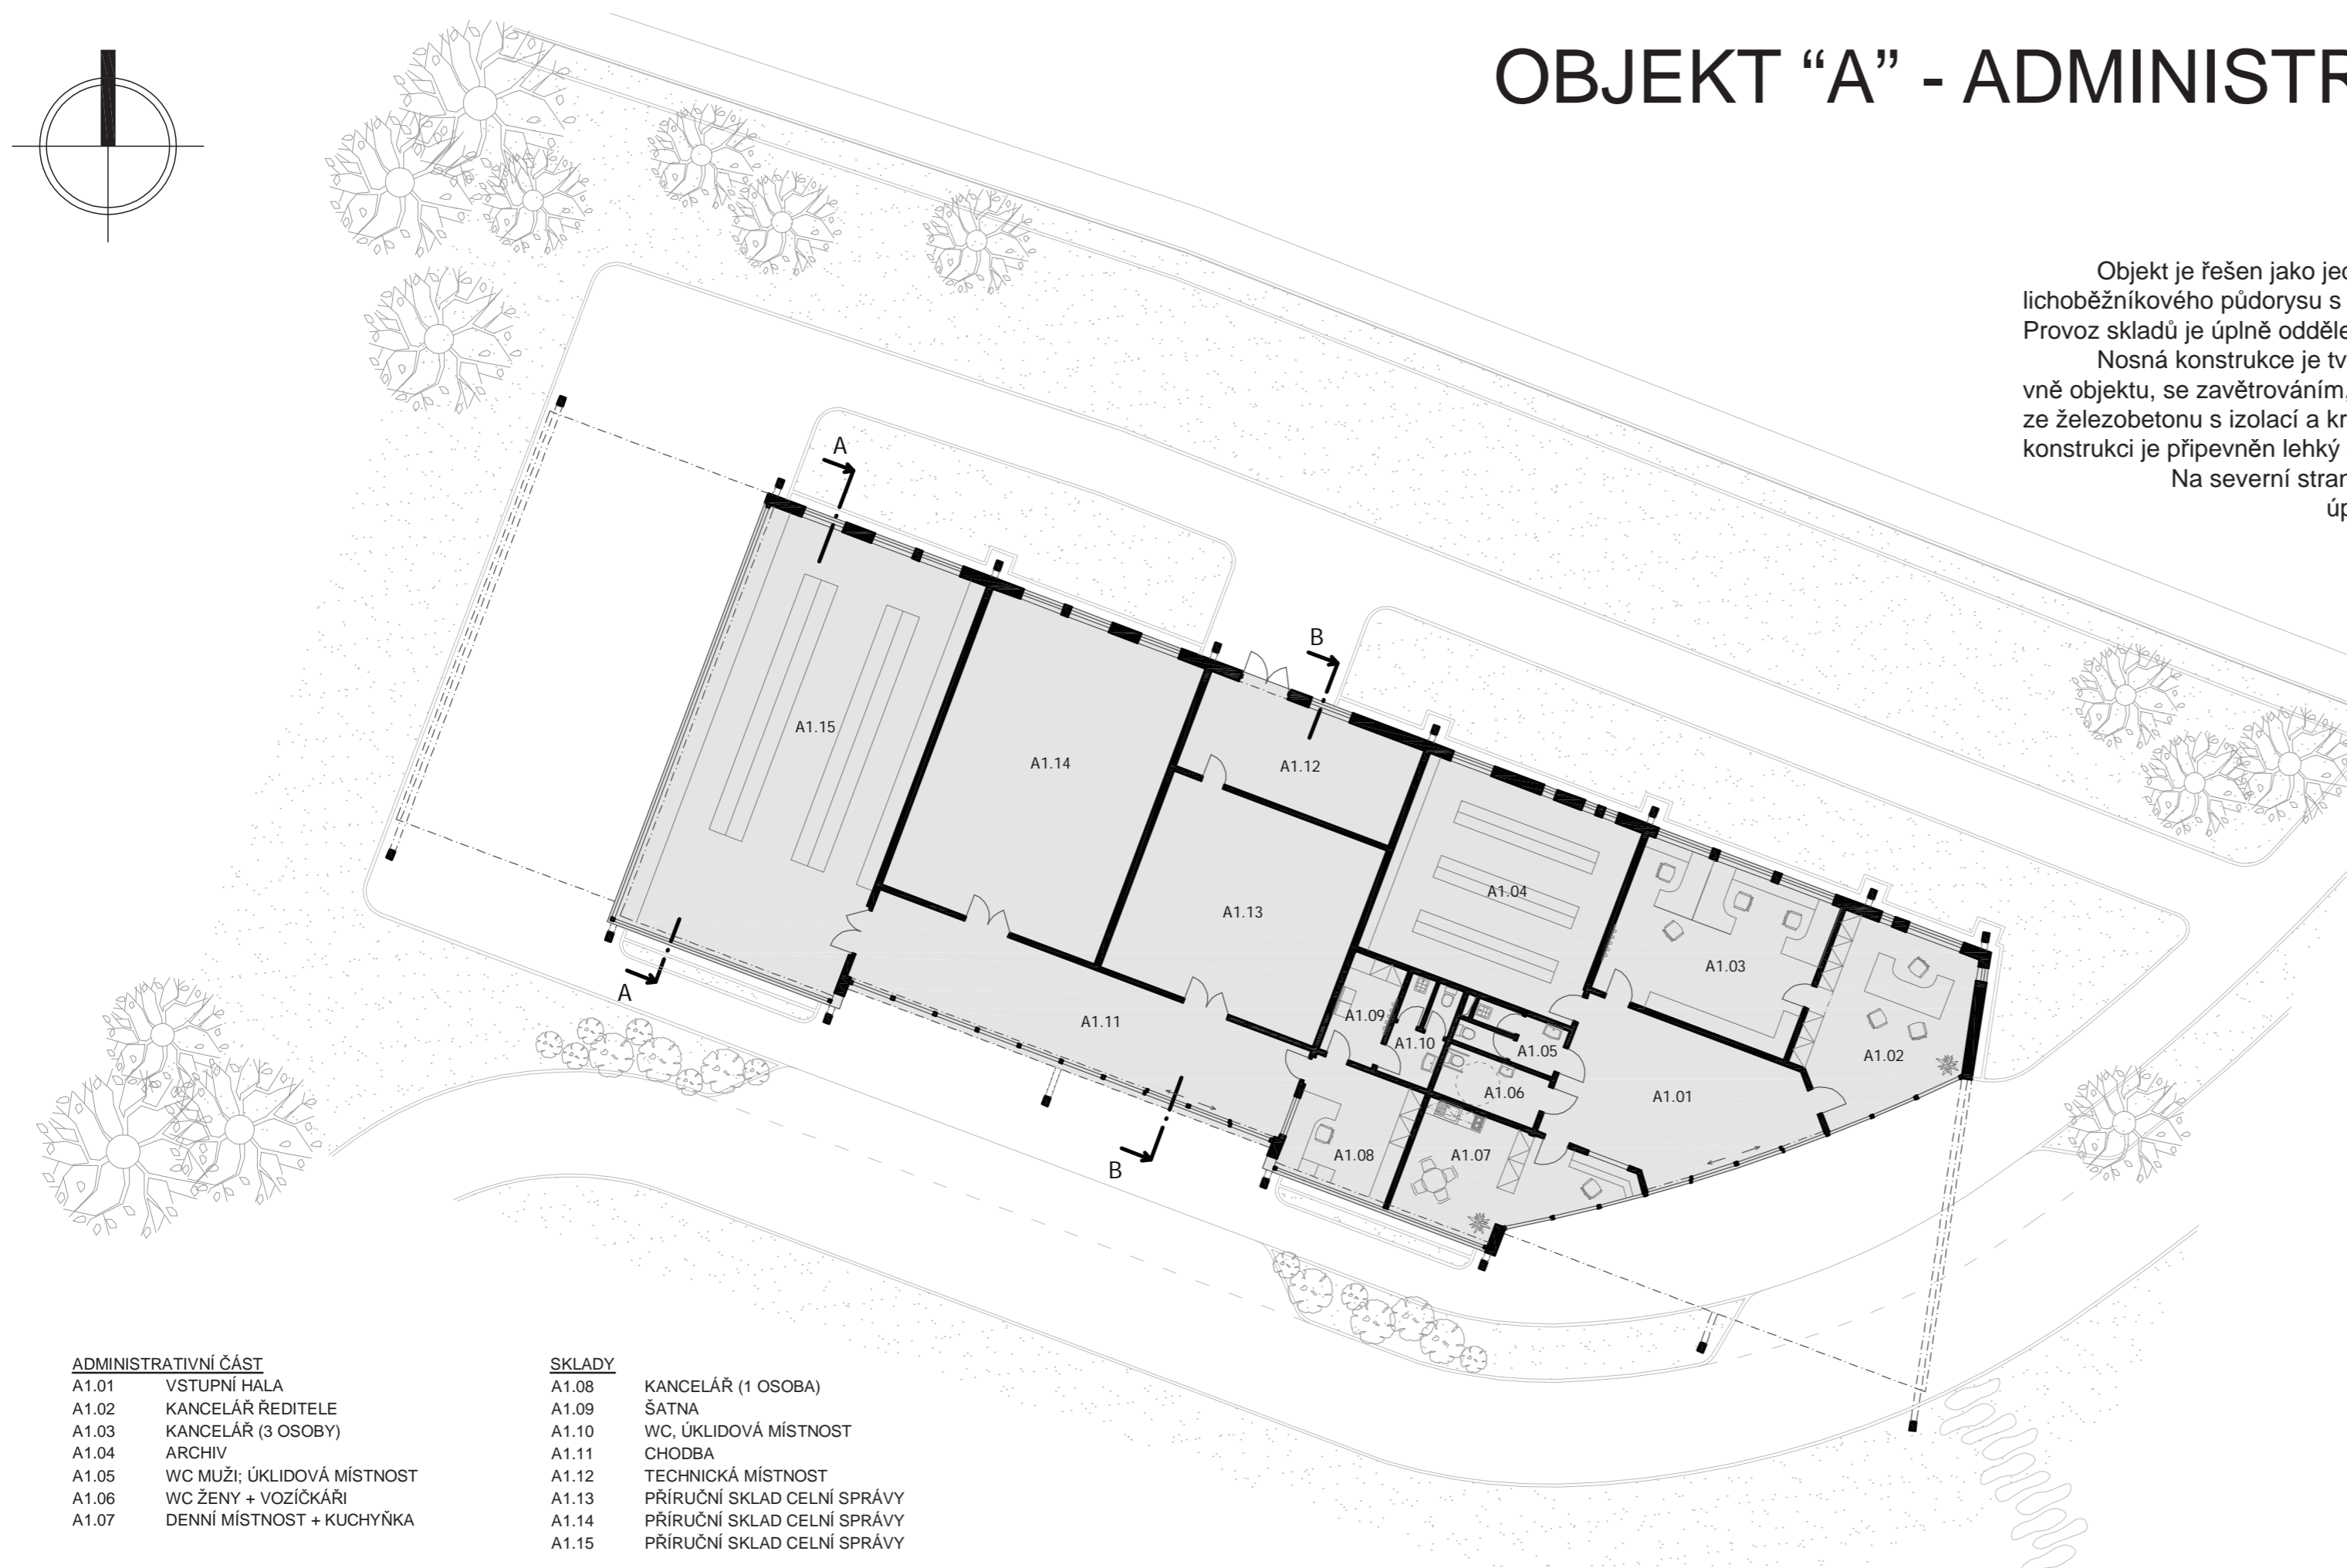 OBJEKT “A” - ADMINISTR
Objekt je řešen jako jed
lichoběžníkového půdorysu s
Provoz skladů je úplně odděle
Nosná konstrukce je tv
vně objektu, se zavětrováním,
ze železobetonu s izolací a kr
konstrukci je připevněn lehký
Na severní stran
úp
A
B
A1.15
A1.14
A1.12
A1.04
A1.13
A1.03
A1.11
A1.09
A1.10
A1.05
A1.02
A1.06
A1.01
A
B
A1.08
A1.07
ADMINISTRATIVNÍ ČÁST
A1.01 VSTUPNÍ HALA
A1.02 KANCELÁŘ ŘEDITELE
A1.03 KANCELÁŘ (3 OSOBY)
A1.04 ARCHIV
A1.05 WC MUŽI; ÚKLIDOVÁ MÍSTNOST
A1.06 WC ŽENY + VOZÍČKÁŘI
A1.07 DENNÍ MÍSTNOST + KUCHYŇKA
SKLADY
A1.08 KANCELÁŘ (1 OSOBA)
A1.09 ŠATNA
A1.10 WC, ÚKLIDOVÁ MÍSTNOST
A1.11 CHODBA
A1.12 TECHNICKÁ MÍSTNOST
A1.13 PŘÍRUČNÍ SKLAD CELNÍ SPRÁVY
A1.14 PŘÍRUČNÍ SKLAD CELNÍ SPRÁVY
A1.15 PŘÍRUČNÍ SKLAD CELNÍ SPRÁVY